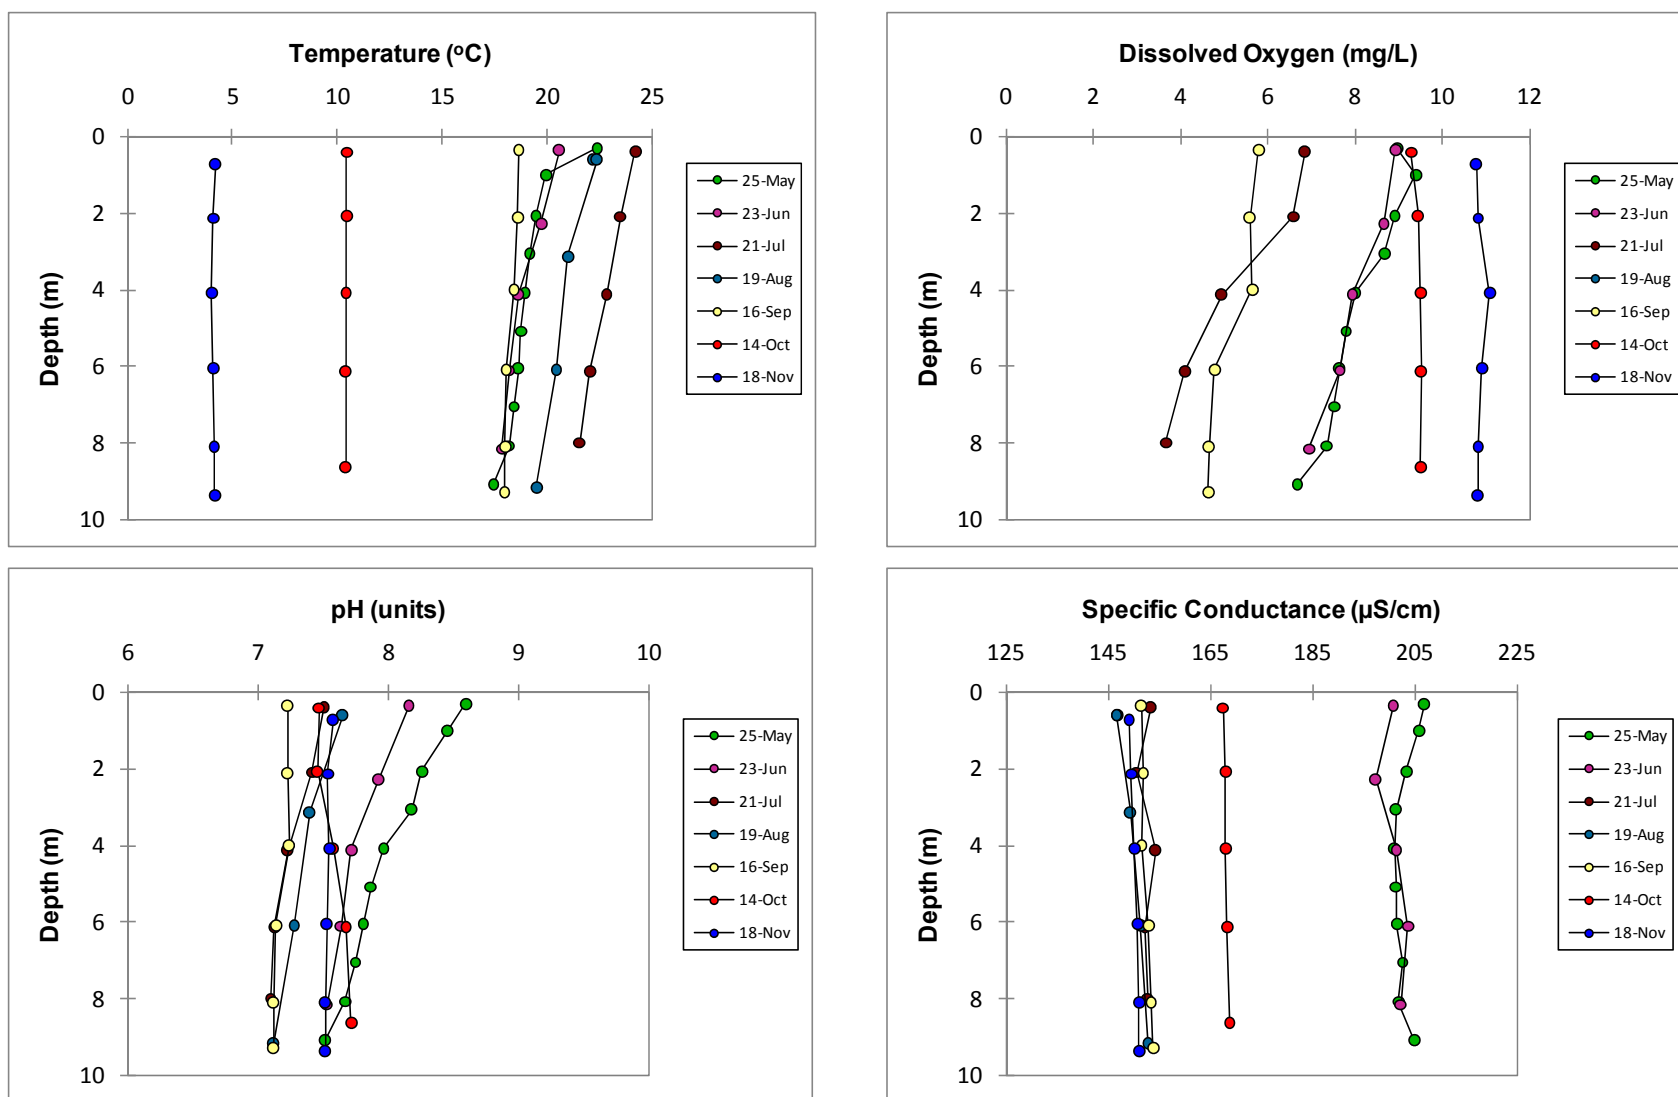 Temperature (ºC)
0 5 10 15 20 25
0
2
4
6
8
10
Depth (m)
25-May
23-Jun
21-Jul
19-Aug
16-Sep
14-Oct
18-Nov
Dissolved Oxygen (mg/L)
0 2 4 6 8 10 12
0
2
4
6
8
10
Depth (m)
25-May
23-Jun
21-Jul
19-Aug
16-Sep
14-Oct
18-Nov
pH (units)
6 7 8 9 10
0
2
4
6
8
10
Depth (m)
25-May
23-Jun
21-Jul
19-Aug
16-Sep
14-Oct
18-Nov
Specific Conductance (µS/cm)
125 145 165 185 205 225
0
2
4
6
8
10
Depth (m)
25-May
23-Jun
21-Jul
19-Aug
16-Sep
14-Oct
18-Nov